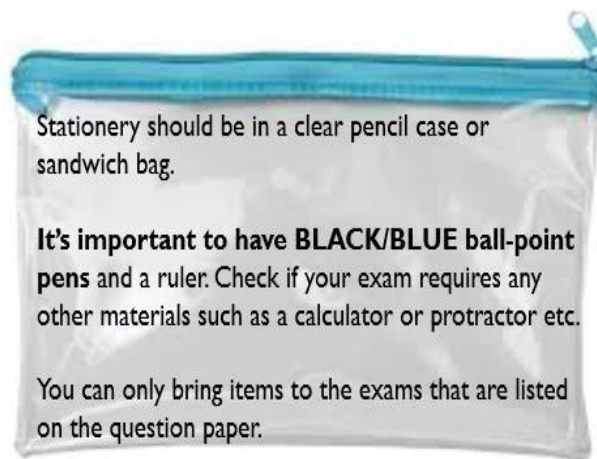 Stationery should be in a clear pencil case or
sandwich bag.
It's important to have BLACK/BLUE ball-point
pens and a ruler. Check if your exam requires any
other materials such as a calculator or protractor etc.
You can only bring items to the exams that are listed
on the question paper.